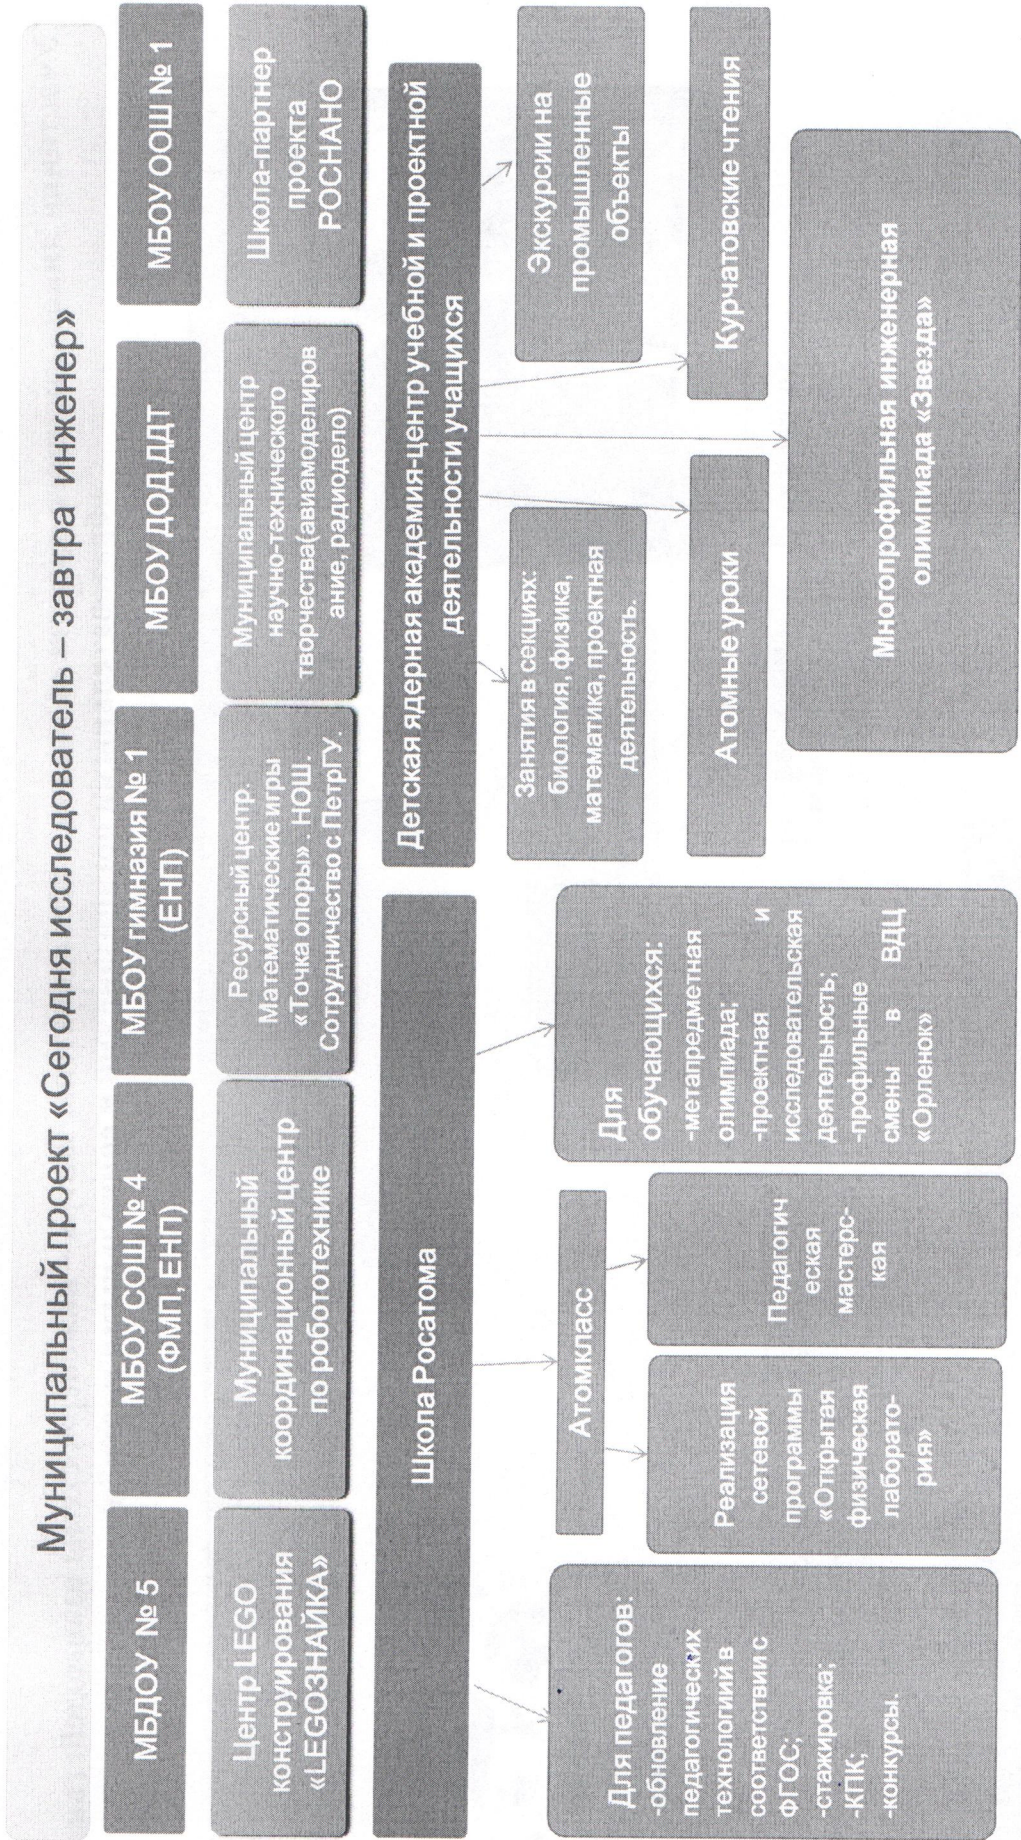 Муниципальный проект «Сегодня исследователь – завтра инженер»
МБДОУ № 5
МБОУ СОШ № 4
(ФМП, ЕНП)
МБОУ гимназия № 1
(ЕНП)
МБОУ ДОД ДДТ
МБОУ ООШ № 1
Центр LEGO
конструирования
«LEGOЗНАЙКА»
Муниципальный
координационный центр
по робототехнике
Ресурсный центр.
Математические игры
«Точка опоры» . НОШ.
Сотрудничество с ПетрГУ.
Муниципальный центр
научно-технического
творчества(авиамоделиров
ание, радиодело)
Школа-партнер
проекта
РОСНАНО
Школа Росатома
Детская ядерная академия-центр учебной и проектной
деятельности учащихся
Для педагогов:
-обновление
педагогических
технологий в
соответствии с
ФГОС;
-стажировка;
-КПК;
-конкурсы.
Атомкласс
Реализация
сетевой
программы
«Открытая
физическая
лаборато-
рия»
Педагогич
еская
мастерс-
кая
Для
обучающихся:
-метапредметная
олимпиада;
-проектная и
исследовательская
деятельность;
-профильные
смены в ВДЦ
«Орленок»
Занятия в секциях:
биология, физика,
математика, проектная
деятельность.
Экскурсии на
промышленные
объекты
Атомные уроки
Курчатовские чтения
Многопрофильная инженерная
олимпиада «Звезда»